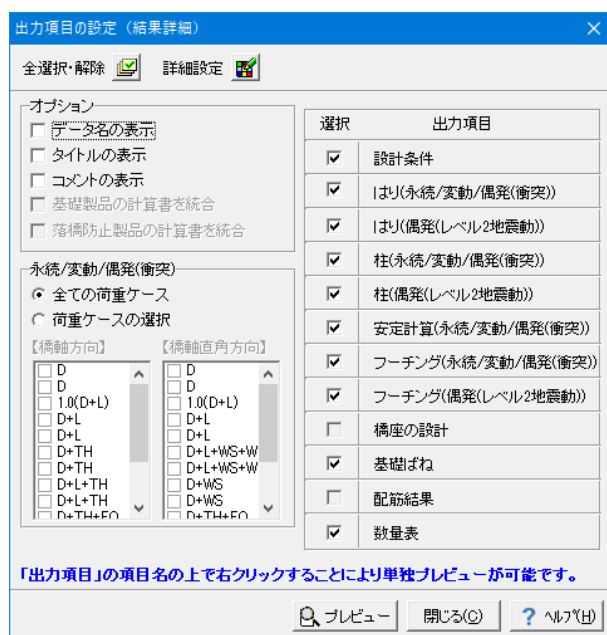 出力項目の設定（結果詳細）
全選択・解除 詳細設定
オプション
データ名の表示
タイトルの表示
コメントの表示
基礎製品の計算書を統合
落橋防止製品の計算書を統合
永続/変動/偶発(衝突)
全ての荷重ケース
荷重ケースの選択
【橋軸方向】 【橋軸直角方向】
D
D
1.0(D+L)
D+L
D+L
D+TH
D+TH
D+L+TH
D+L+TH
D+TH+EQ
D
D
1.0(D+L)
D+L
D+L
D+L+WS+W
D+L+WS+W
D+WS
D+WS
D+TH+EQ
選択 出力項目
設計条件
はり(永続/変動/偶発(衝突))
はり(偶発(レベル2地震動))
柱(永続/変動/偶発(衝突))
柱(偶発(レベル2地震動))
安定計算(永続/変動/偶発(衝突))
フーチング(永続/変動/偶発(衝突))
フーチング(偶発(レベル2地震動))
橋座の設計
基礎ばね
配筋結果
数量表
「出力項目」の項目名の上で右クリックすることにより単独プレビューが可能です。
プレビュー 閉じる(C) ? ヘルプ(H)